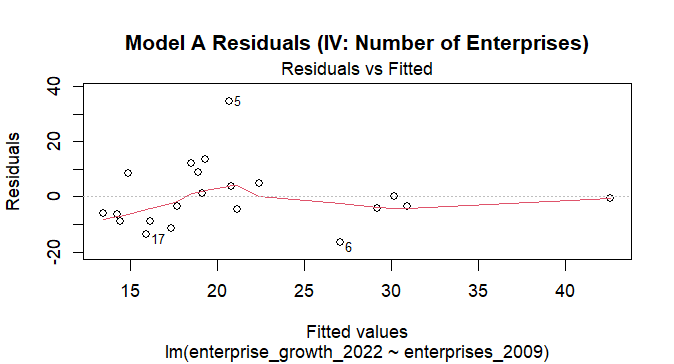 Model A Residuals (IV: Number of Enterprises)
Residuals vs Fitted
Residuals
40
20
0
-20
5
17
6
15 20 25 30 35 40
Fitted values
lm(enterprise_growth_2022 ~ enterprises_2009)